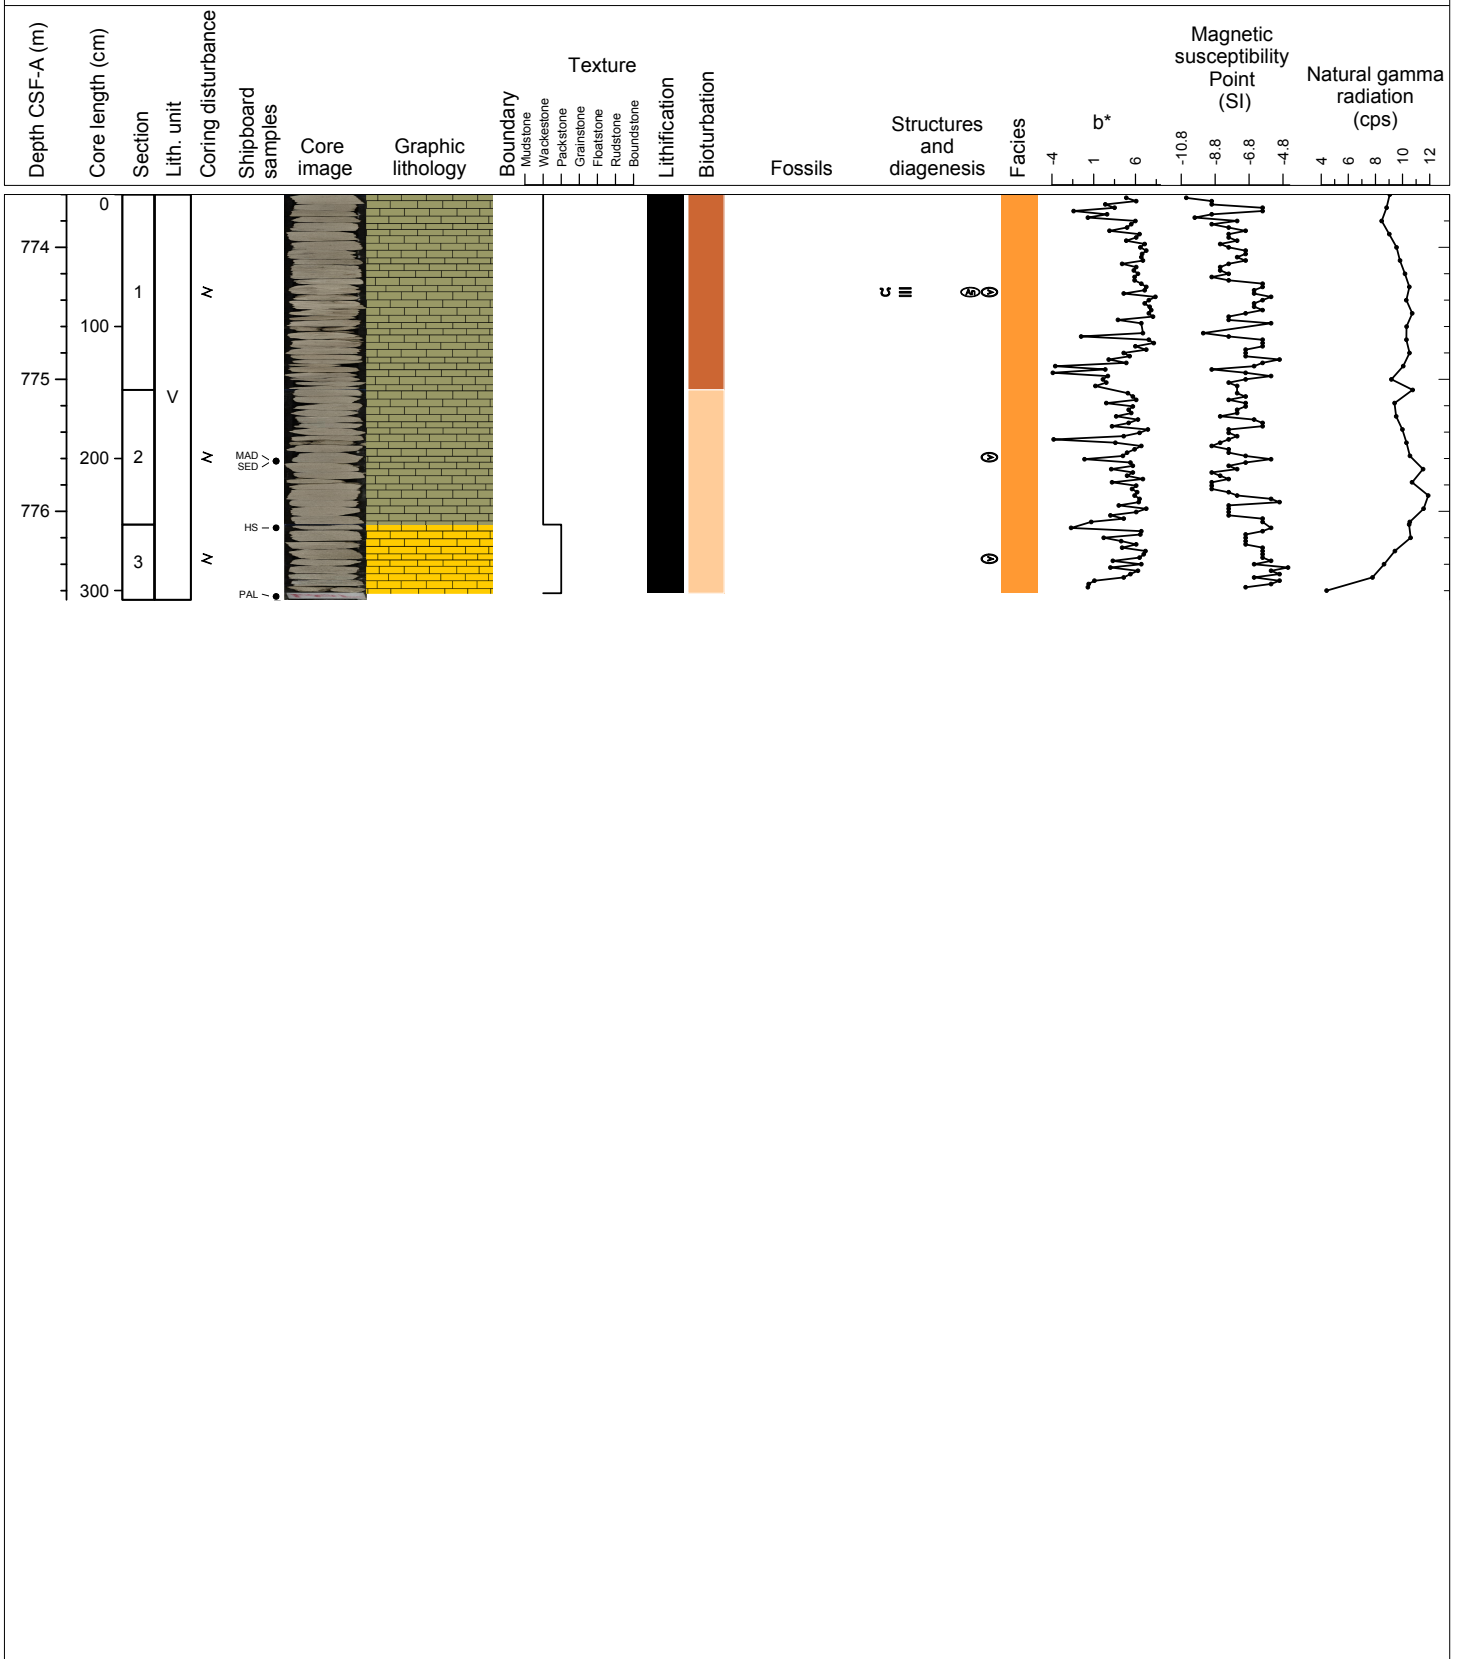 Depth CSF-A (m)
Core length (cm)
Section
Lith. unit
Coring disturbance
Shipboard
samples
Core
image
Graphic
lithology
Boundary
Texture
Mudstone
Wackestone
Packstone
Grainstone
Floatstone
Rudstone
Boundstone
Lithification
Bioturbation
Fossils
Structures
and
diagenesis
Facies
b*
-4
1
6
Magnetic
susceptibility
Point
(SI)
-10.8
-8.8
-6.8
-4.8
Natural gamma
radiation
(cps)
4
6
8
10
12
774
775
776
0
100
200
300
1
2
3
V
MAD
SED
HS
PAL
An